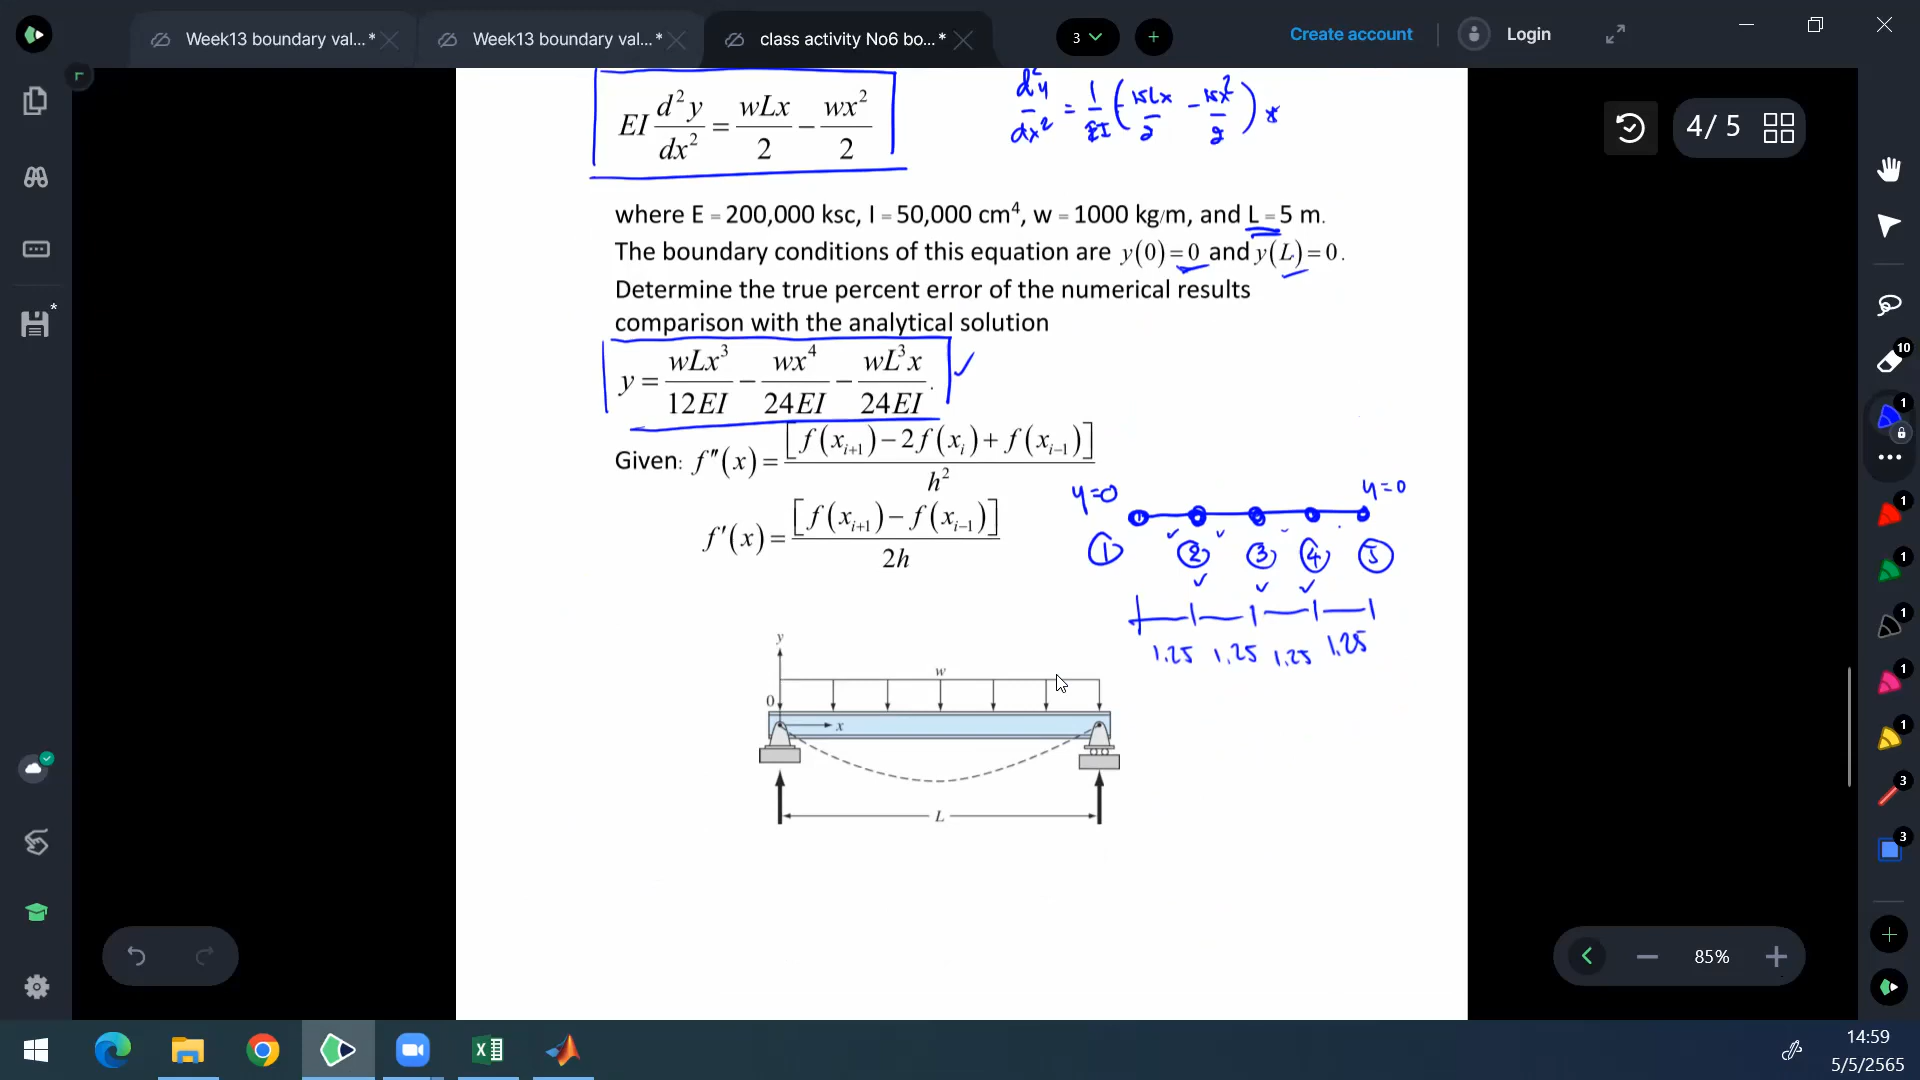 Week13 boundary val...*
Week13 boundary val...*
class activity No6 bo...*
3
Create account
Login
4/ 5
EI d²y/dx² = wLx/2 − wx²/2
d²y/dx² = 1/EI ( wLx/2 − wx²/2 ) *
where E = 200,000 ksc, I = 50,000 cm⁴, w = 1000 kg/m, and L = 5 m.
The boundary conditions of this equation are y(0) = 0 and y(L) = 0.
Determine the true percent error of the numerical results
comparison with the analytical solution
y = wLx³/12EI − wx⁴/24EI − wL³x/24EI.
Given: f″(x) = [f(xᵢ₊₁) − 2f(xᵢ) + f(xᵢ₋₁)]/h²
f′(x) = [f(xᵢ₊₁) − f(xᵢ₋₁)]/2h
y=0
y=0
① ② ③ ④ ⑤
1.25 1.25 1.25 1.25
y
w
0
x
L
10
1
1
1
1
1
1
3
3
85%
14:59
5/5/2565